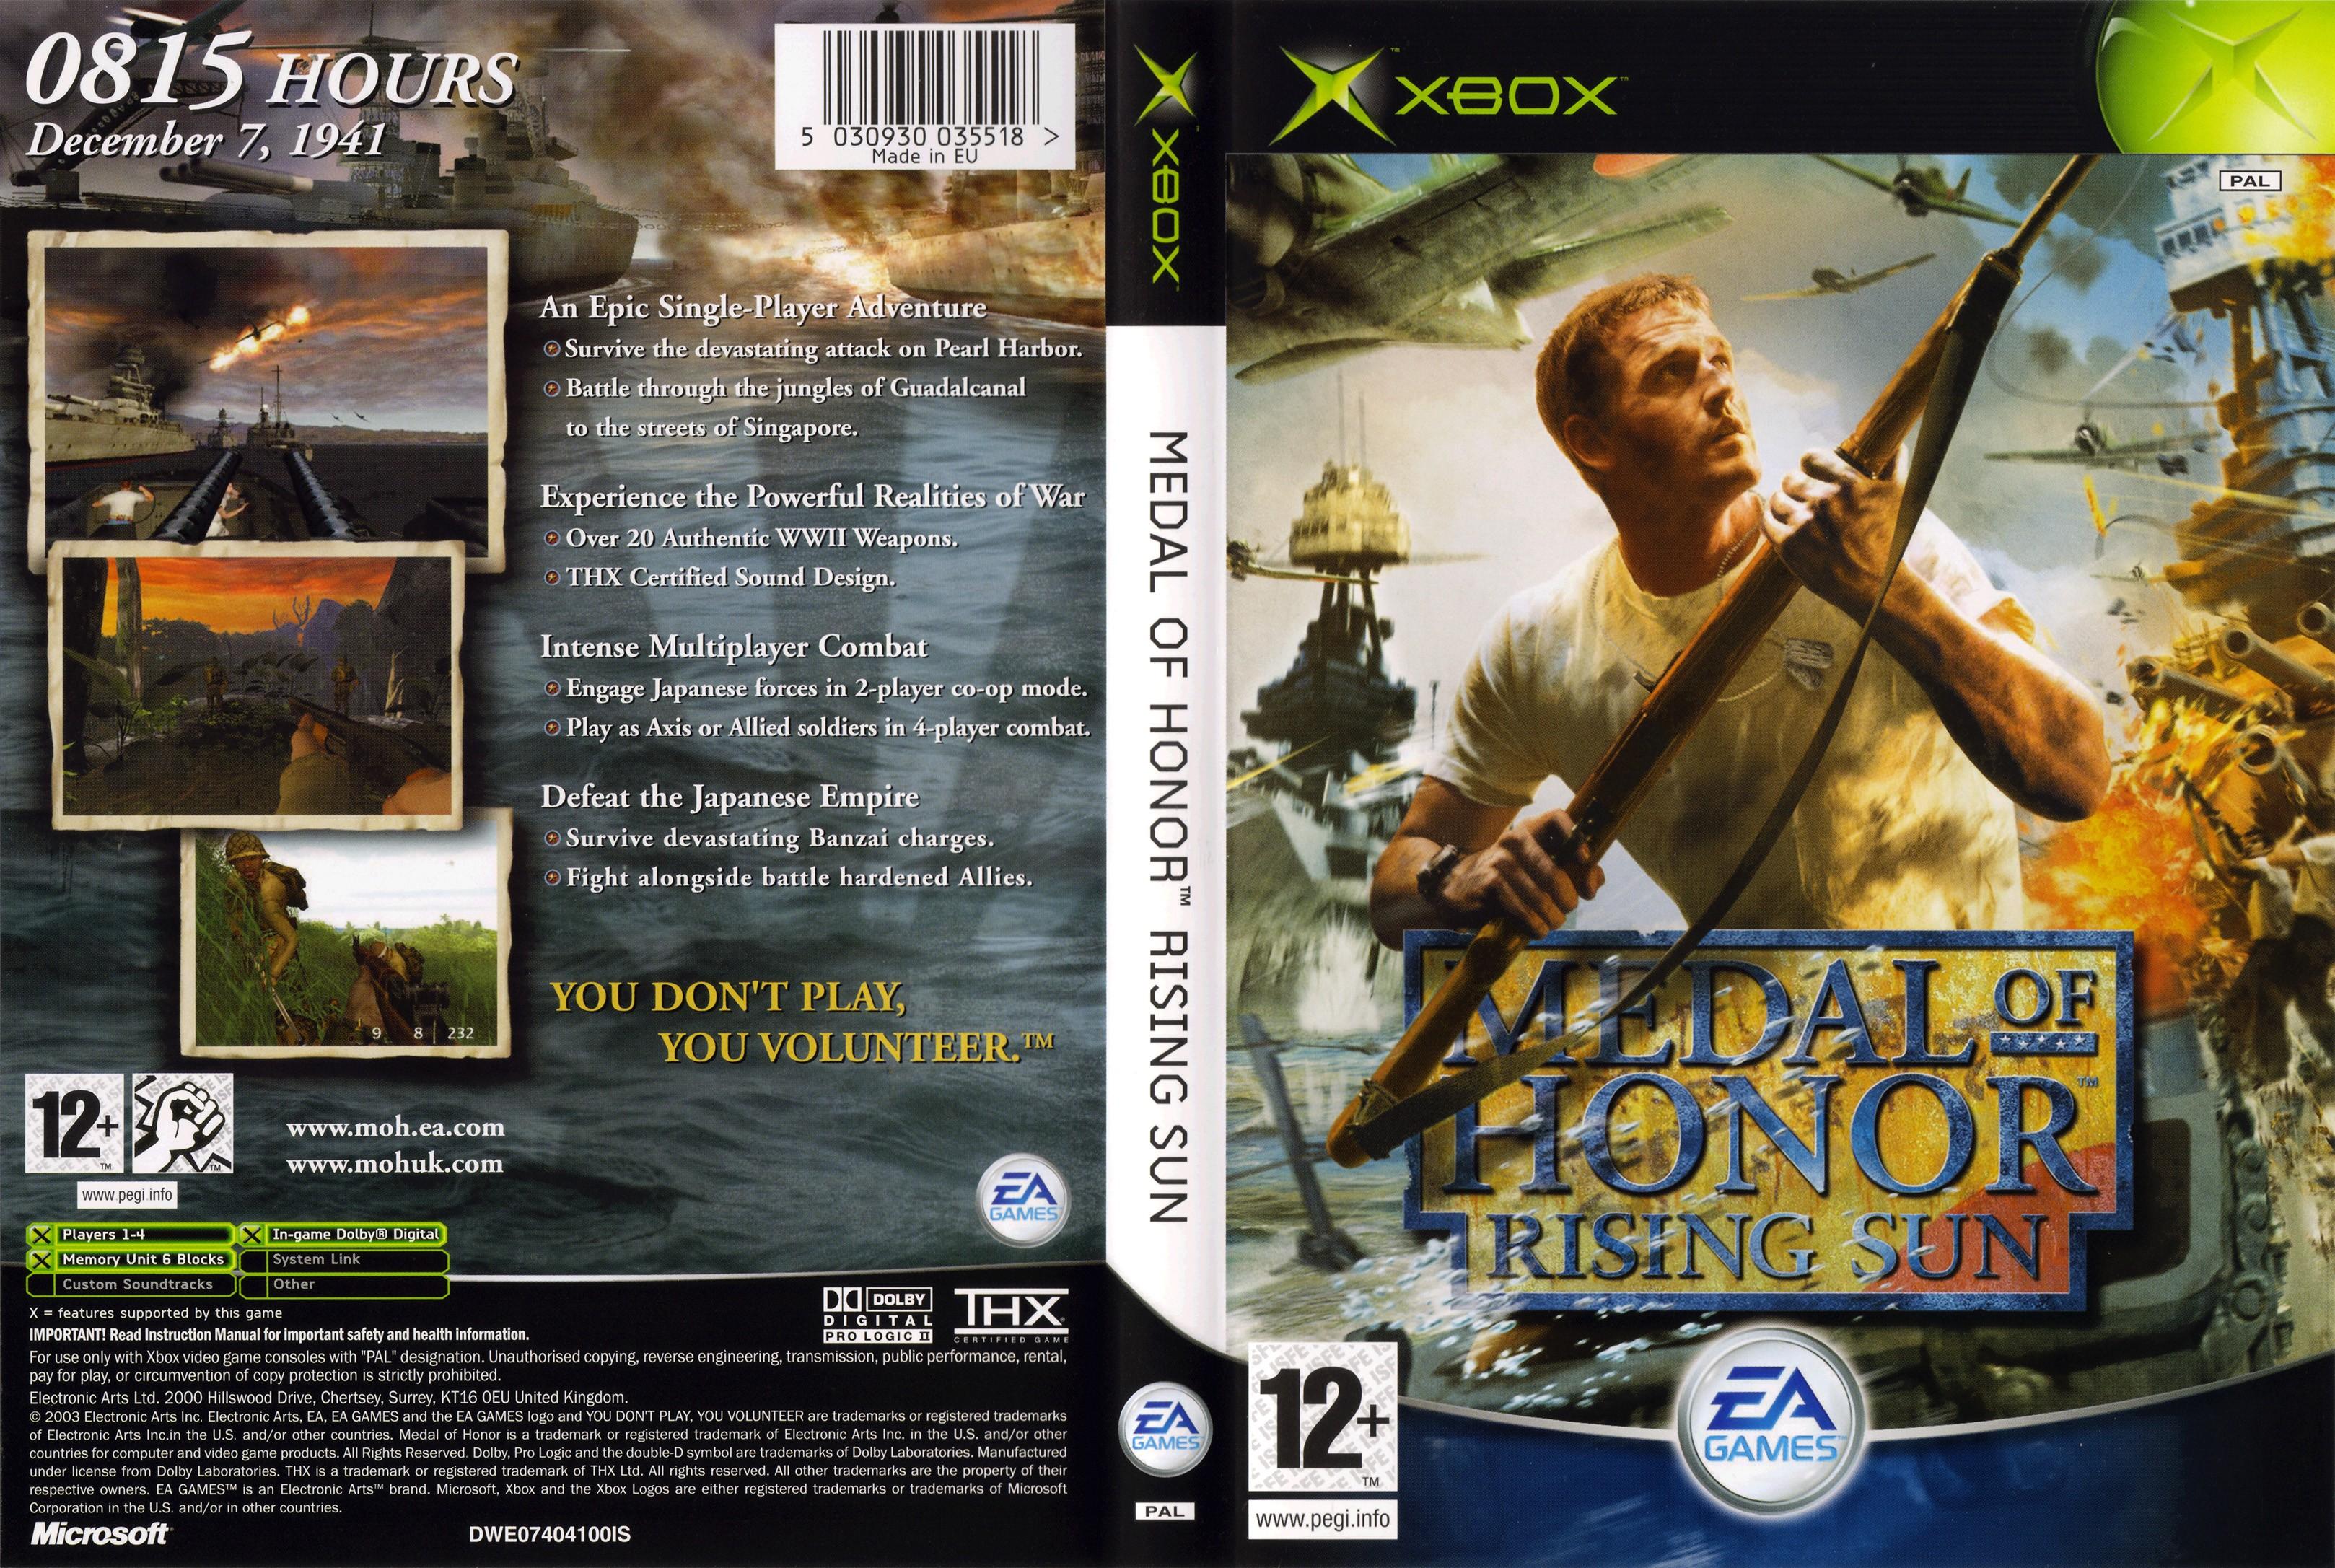 0815 HOURS
December 7, 1941
5 030930 035518 >
Made in EU
An Epic Single-Player Adventure
Survive the devastating attack on Pearl Harbor.
Battle through the jungles of Guadalcanal
to the streets of Singapore.
Experience the Powerful Realities of War
Over 20 Authentic WWII Weapons.
THX Certified Sound Design.
Intense Multiplayer Combat
Engage Japanese forces in 2-player co-op mode.
Play as Axis or Allied soldiers in 4-player combat.
Defeat the Japanese Empire
Survive devastating Banzai charges.
Fight alongside battle hardened Allies.
9 8 | 232
YOU DON'T PLAY,
YOU VOLUNTEER.™
12+™
www.pegi.info
www.moh.ea.com
www.mohuk.com
EA
GAMES
X Players 1-4
X In-game Dolby® Digital
X Memory Unit 6 Blocks
System Link
Custom Soundtracks
Other
X = features supported by this game
IMPORTANT! Read Instruction Manual for important safety and health information.
DOLBY
DIGITAL
PRO LOGIC II
THX
CERTIFIED GAME
For use only with Xbox video game consoles with "PAL" designation. Unauthorised copying, reverse engineering, transmission, public performance, rental,
pay for play, or circumvention of copy protection is strictly prohibited.
Electronic Arts Ltd. 2000 Hillswood Drive, Chertsey, Surrey, KT16 0EU United Kingdom.
© 2003 Electronic Arts Inc. Electronic Arts, EA, EA GAMES and the EA GAMES logo and YOU DON'T PLAY, YOU VOLUNTEER are trademarks or registered trademarks
of Electronic Arts Inc.in the U.S. and/or other countries. Medal of Honor is a trademark or registered trademark of Electronic Arts Inc. in the U.S. and/or other
countries for computer and video game products. All Rights Reserved. Dolby, Pro Logic and the double-D symbol are trademarks of Dolby Laboratories. Manufactured
under license from Dolby Laboratories. THX is a trademark or registered trademark of THX Ltd. All rights reserved. All other trademarks are the property of their
respective owners. EA GAMES™ is an Electronic Arts™ brand. Microsoft, Xbox and the Xbox Logos are either registered trademarks or trademarks of Microsoft
Corporation in the U.S. and/or in other countries.
Microsoft
DWE07404100IS
XBOX™
MEDAL OF HONOR™ RISING SUN
EA
GAMES
PAL
XBOX™
PAL
MEDAL OF
HONOR™
RISING SUN
12+™
www.pegi.info
EA
GAMES™